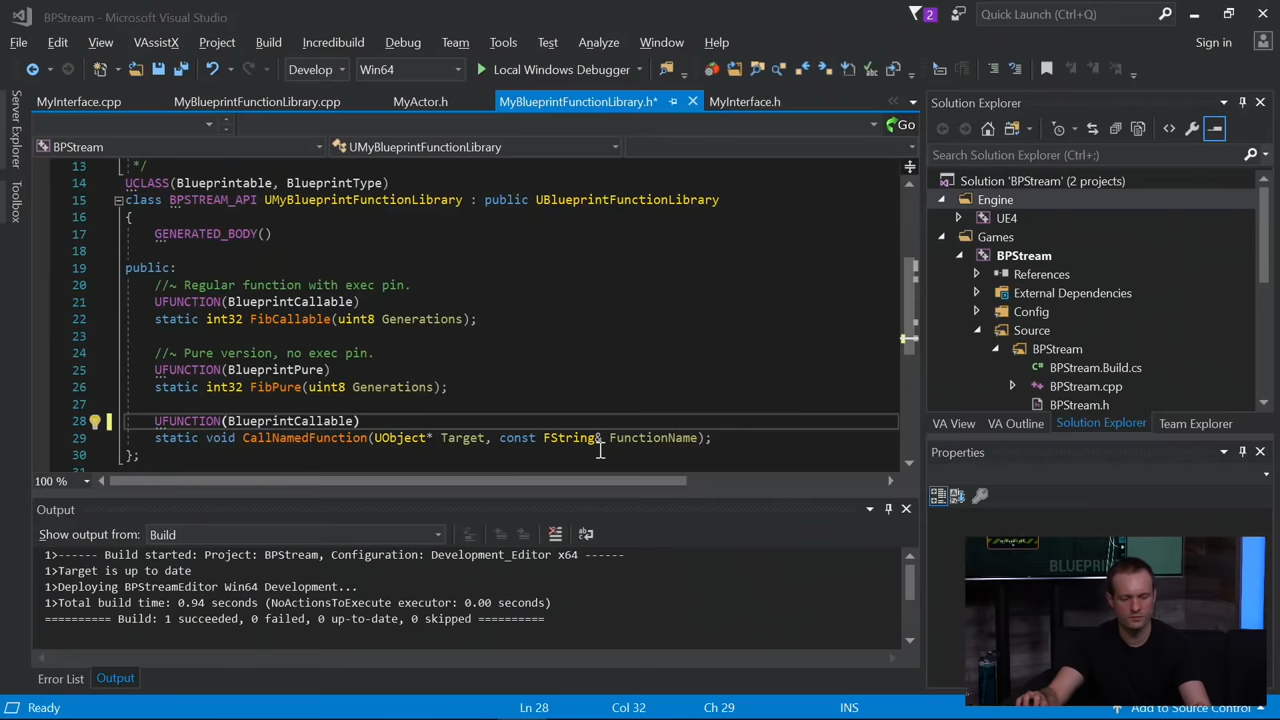 BPStream - Microsoft Visual Studio
2
Quick Launch (Ctrl+Q)
File Edit View VAssistX Project Build Incredibuild Debug Team Tools Test Analyze Window Help
Sign in
Develop Win64 Local Windows Debugger
MyInterface.cpp MyBlueprintFunctionLibrary.cpp MyActor.h MyBlueprintFunctionLibrary.h* MyInterface.h
Go
BPStream UMyBlueprintFunctionLibrary
13 */
14 UCLASS(Blueprintable, BlueprintType)
15 class BPSTREAM_API UMyBlueprintFunctionLibrary : public UBlueprintFunctionLibrary
16 {
17 GENERATED_BODY()
18
19 public:
20 //~ Regular function with exec pin.
21 UFUNCTION(BlueprintCallable)
22 static int32 FibCallable(uint8 Generations);
23
24 //~ Pure version, no exec pin.
25 UFUNCTION(BlueprintPure)
26 static int32 FibPure(uint8 Generations);
27
28 UFUNCTION(BlueprintCallable)
29 static void CallNamedFunction(UObject* Target, const FString& FunctionName);
30 };
100 %
Output
Show output from: Build
1>------ Build started: Project: BPStream, Configuration: Development_Editor x64 ------
1>Target is up to date
1>Deploying BPStreamEditor Win64 Development...
1>Total build time: 0.94 seconds (NoActionsToExecute executor: 0.00 seconds)
========== Build: 1 succeeded, 0 failed, 0 up-to-date, 0 skipped ==========
Error List Output
Server Explorer
Toolbox
Solution Explorer
Search Solution Explorer (Ctrl+;)
Solution 'BPStream' (2 projects)
Engine
UE4
Games
BPStream
References
External Dependencies
Config
Source
BPStream
BPStream.Build.cs
BPStream.cpp
BPStream.h
VA View VA Outline Solution Explorer Team Explorer
Properties
BLUEPRINT
Ready Ln 28 Col 32 Ch 29 INS Add to Source Control